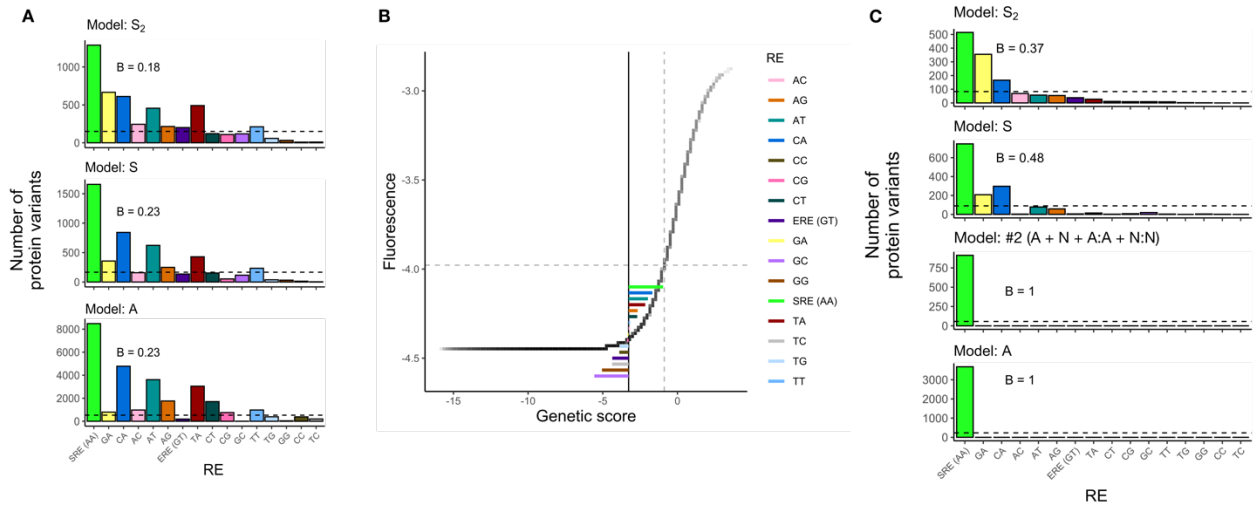 A
Model: S₂
B = 0.18
1000
500
0
Model: S
B = 0.23
1500
1000
500
0
Model: A
B = 0.23
8000
6000
4000
2000
0
Number of
protein variants
SRE (AA)
GA
CA
AC
AT
AG
ERE (GT)
TA
CT
CG
GC
TT
TG
GG
CC
TC
RE
B
-3.0
-3.5
-4.0
-4.5
Fluorescence
-15
-10
-5
0
Genetic score
RE
AC
AG
AT
CA
CC
CG
CT
ERE (GT)
GA
GC
GG
SRE (AA)
TA
TC
TG
TT
C
Model: S₂
B = 0.37
500
400
300
200
100
0
Model: S
B = 0.48
600
400
200
0
Model: #2 (A + N + A:A + N:N)
B = 1
750
500
250
0
Model: A
B = 1
3000
2000
1000
0
Number of
protein variants
SRE (AA)
GA
CA
AC
AT
AG
ERE (GT)
TA
CT
CG
GC
TT
TG
GG
CC
TC
RE